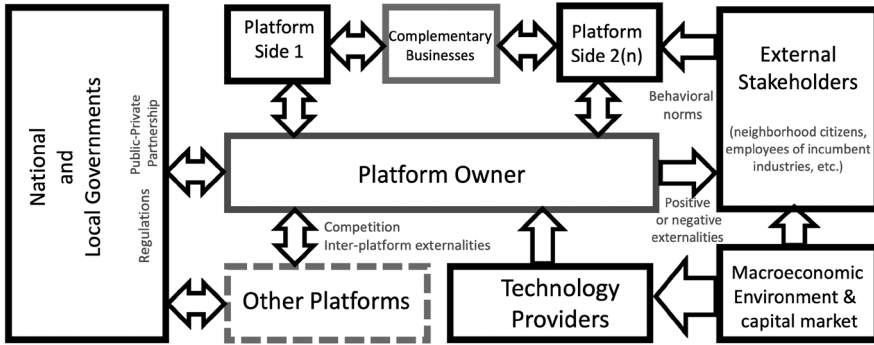 National
and
Local Governments
Public-Private
Partnership
Regulations
Platform
Side 1
Complementary
Businesses
Platform
Side 2(n)
External
Stakeholders
(neighborhood citizens,
employees of incumbent
industries, etc.)
Behavioral
norms
Platform Owner
Positive
or negative
externalities
Competition
Inter-platform externalities
Other Platforms
Technology
Providers
Macroeconomic
Environment &
capital market